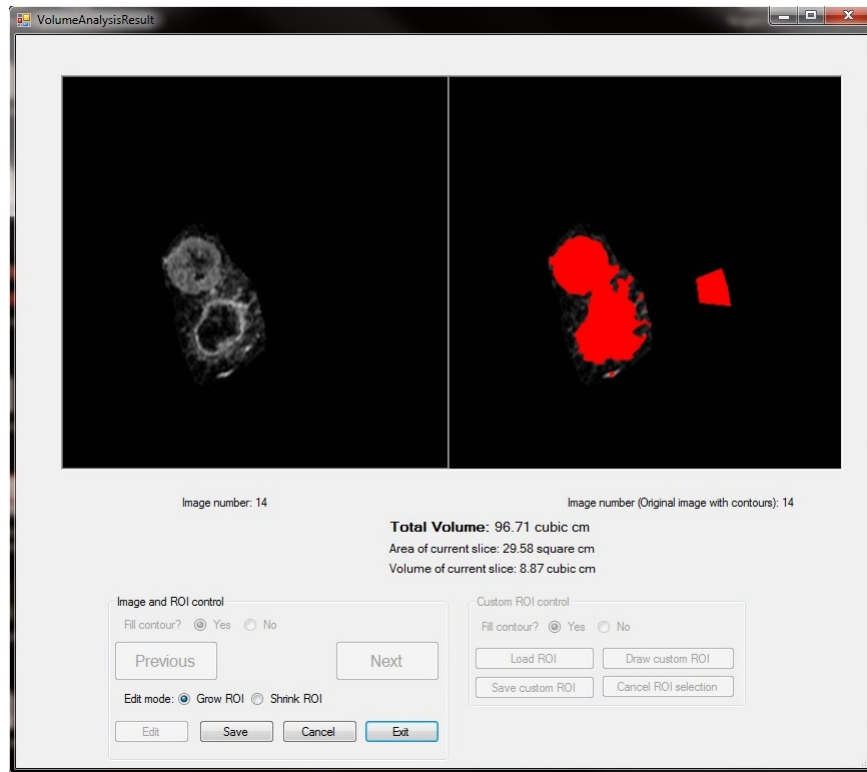 VolumeAnalysisResult
Image number: 14
Image number (Original image with contours): 14
Total Volume: 96.71 cubic cm
Area of current slice: 29.58 square cm
Volume of current slice: 8.87 cubic cm
Image and ROI control
Fill contour? Yes No
Previous Next
Edit mode: Grow ROI Shrink ROI
Edit Save Cancel Exit
Custom ROI control
Fill contour? Yes No
Load ROI Draw custom ROI
Save custom ROI Cancel ROI selection